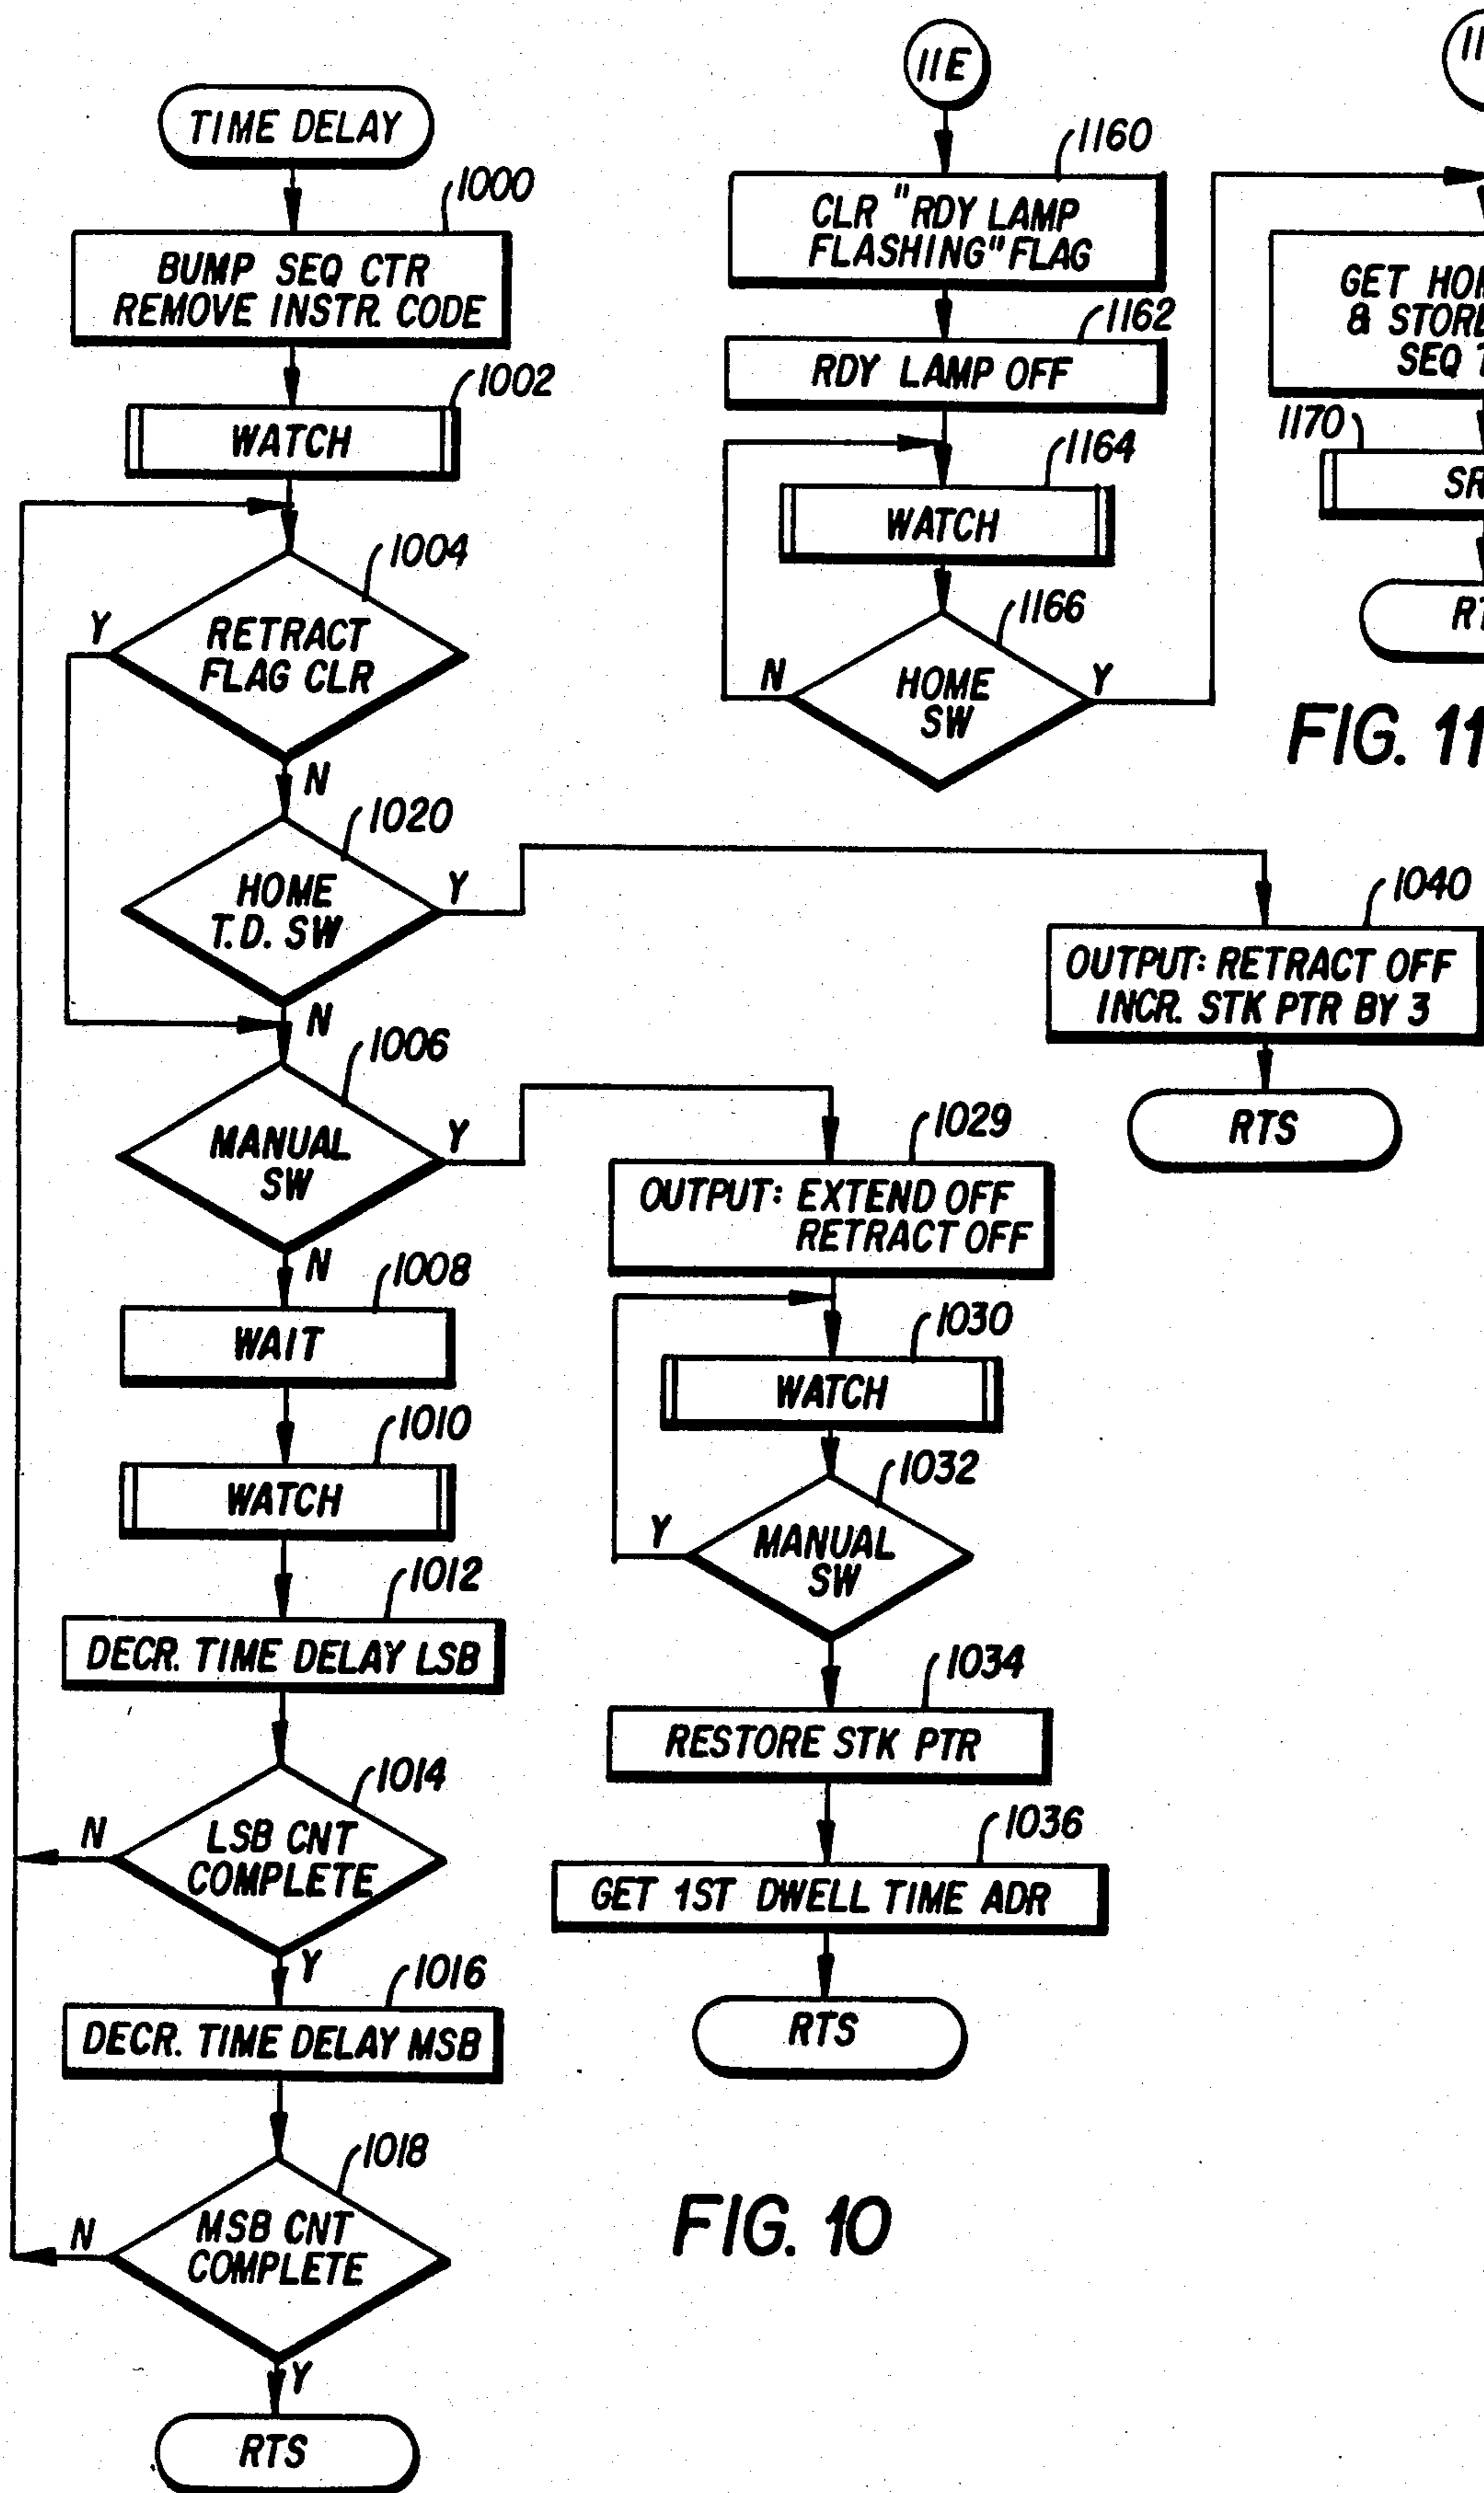 TIME DELAY
1000
BUMP SEQ CTR
REMOVE INSTR. CODE
1002
WATCH
1004
RETRACT
FLAG CLR
Y
N
1020
HOME
T.D. SW
Y
N
1006
MANUAL
SW
Y
N
1008
WAIT
1010
WATCH
1012
DECR. TIME DELAY LSB
1014
LSB CNT
COMPLETE
N
Y
1016
DECR. TIME DELAY MSB
1018
MSB CNT
COMPLETE
N
Y
RTS
1029
OUTPUT: EXTEND OFF
RETRACT OFF
1030
WATCH
1032
MANUAL
SW
Y
1034
RESTORE STK PTR
1036
GET 1ST DWELL TIME ADR
RTS
1040
OUTPUT: RETRACT OFF
INCR. STK PTR BY 3
RTS
FIG. 10
11E
1160
CLR "RDY LAMP
FLASHING" FLAG
1162
RDY LAMP OFF
1164
WATCH
1166
HOME
SW
N
Y
GET
& STORE
SEQ
1170
FIG. 11